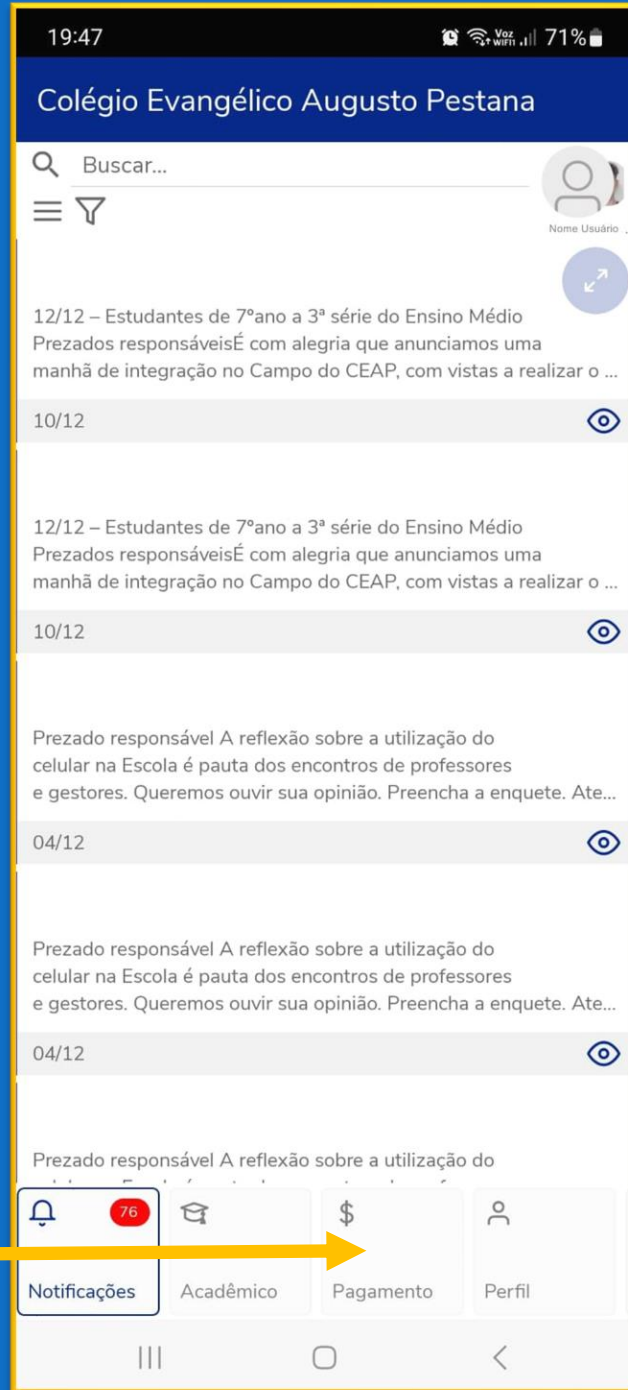 19:47
Voz WiFi1 71%
Colégio Evangélico Augusto Pestana
Buscar...
Nome Usuário
12/12 – Estudantes de 7ºano a 3ª série do Ensino Médio
Prezados responsáveisÉ com alegria que anunciamos uma
manhã de integração no Campo do CEAP, com vistas a realizar o ...
10/12
12/12 – Estudantes de 7ºano a 3ª série do Ensino Médio
Prezados responsáveisÉ com alegria que anunciamos uma
manhã de integração no Campo do CEAP, com vistas a realizar o ...
10/12
Prezado responsável A reflexão sobre a utilização do
celular na Escola é pauta dos encontros de professores
e gestores. Queremos ouvir sua opinião. Preencha a enquete. Ate...
04/12
Prezado responsável A reflexão sobre a utilização do
celular na Escola é pauta dos encontros de professores
e gestores. Queremos ouvir sua opinião. Preencha a enquete. Ate...
04/12
Prezado responsável A reflexão sobre a utilização do
76
$
Notificações Acadêmico Pagamento Perfil